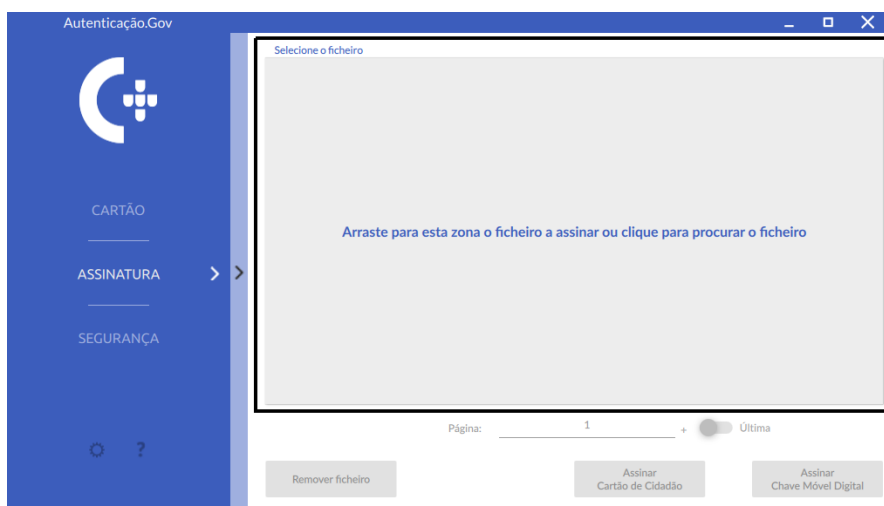 Autenticação.Gov
Selecione o ficheiro
CARTÃO
ASSINATURA
SEGURANÇA
?
Arraste para esta zona o ficheiro a assinar ou clique para procurar o ficheiro
Página:
1
+
Última
Remover ficheiro
Assinar
Cartão de Cidadão
Assinar
Chave Móvel Digital